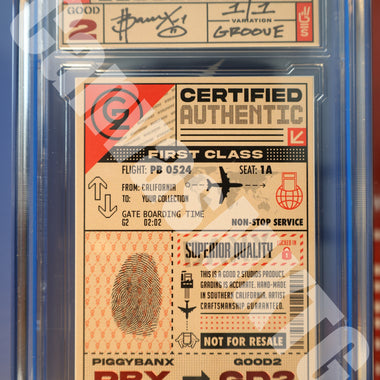 GOOD
2
1/1
VARIATION
GROOVE
G2
CERTIFIED
AUTHENTIC
FIRST CLASS
FLIGHT: PB 0524 SEAT: 1A
FROM: CALIFORNIA
TO: YOUR COLLECTION
GATE BOARDING TIME
G2 02:02
NON-STOP SERVICE
SUPERIOR QUALITY
THIS IS A GOOD 2 STUDIOS PRODUCT.
GRADING IS ACCURATE. HAND-MADE
IN SOUTHERN CALIFORNIA. ARTIST
CRAFTSMANSHIP GUARANTEED.
NOT FOR RESALE
PIGGYBANX GOOD2